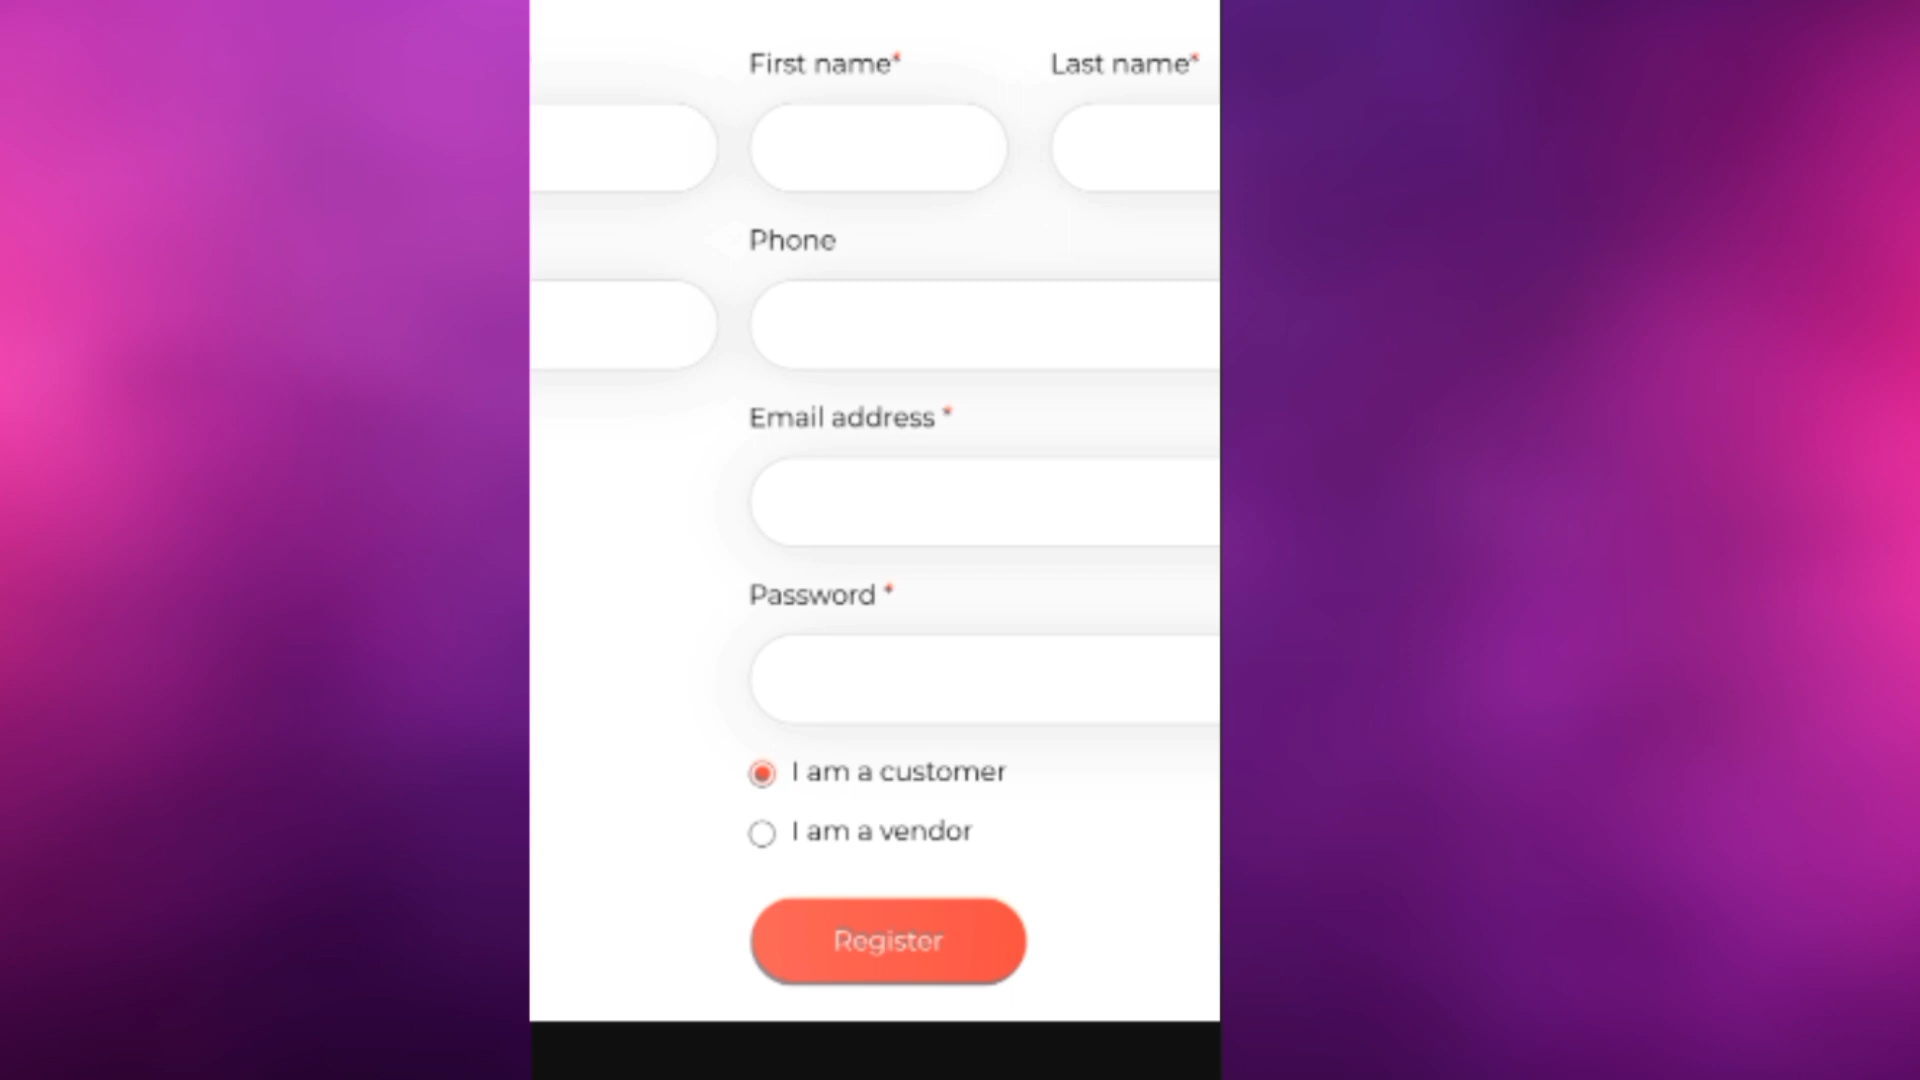 First name* Last name*
Phone
Email address *
Password *
I am a customer
I am a vendor
Register